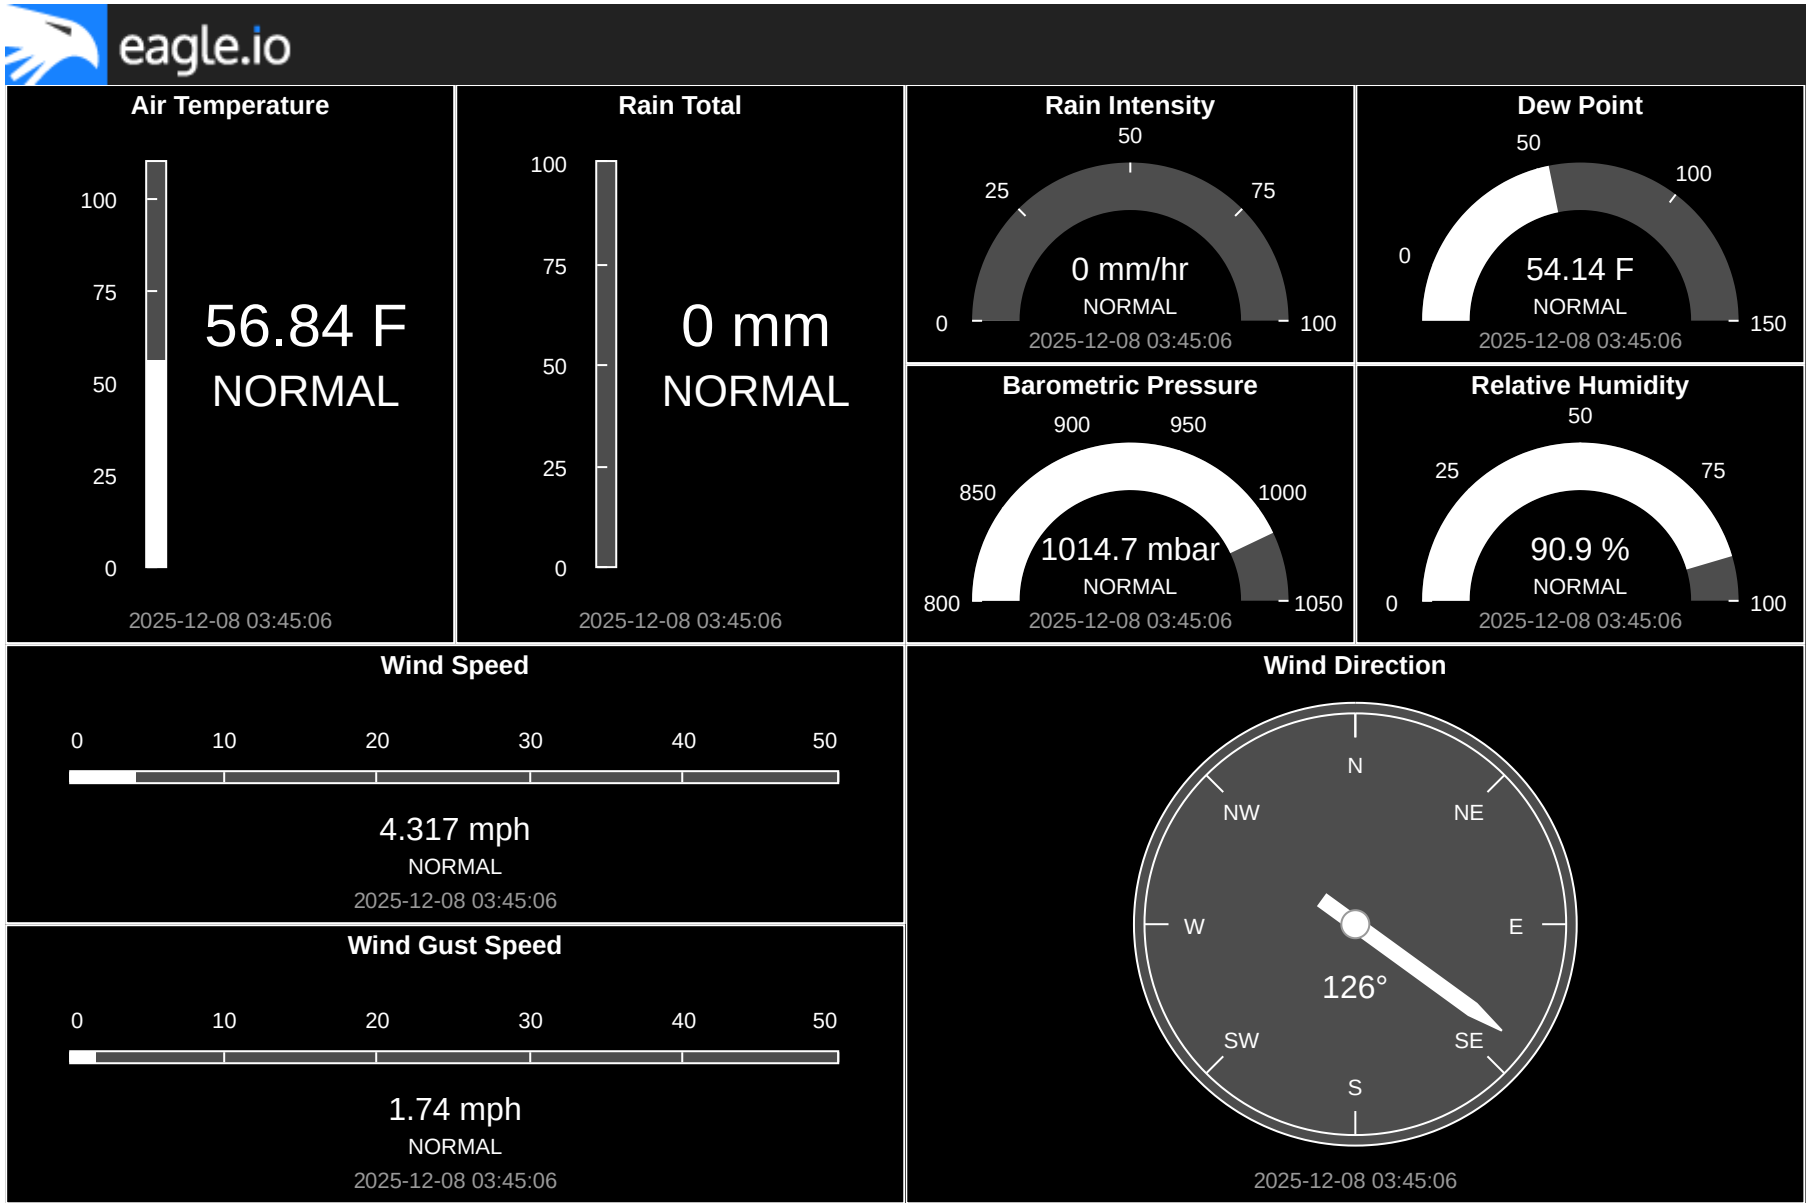 eagle.io
Air Temperature
100
75
50
25
0
56.84 F
NORMAL
2025-12-08 03:45:06
Rain Total
100
75
50
25
0
0 mm
NORMAL
2025-12-08 03:45:06
Rain Intensity
50
25
75
0
100
0 mm/hr
NORMAL
2025-12-08 03:45:06
Dew Point
50
100
0
150
54.14 F
NORMAL
2025-12-08 03:45:06
Barometric Pressure
900
950
850
1000
800
1050
1014.7 mbar
NORMAL
2025-12-08 03:45:06
Relative Humidity
50
25
75
0
100
90.9 %
NORMAL
2025-12-08 03:45:06
Wind Speed
0 10 20 30 40 50
4.317 mph
NORMAL
2025-12-08 03:45:06
Wind Gust Speed
0 10 20 30 40 50
1.74 mph
NORMAL
2025-12-08 03:45:06
Wind Direction
N
NW NE
W E
126°
SW SE
S
2025-12-08 03:45:06